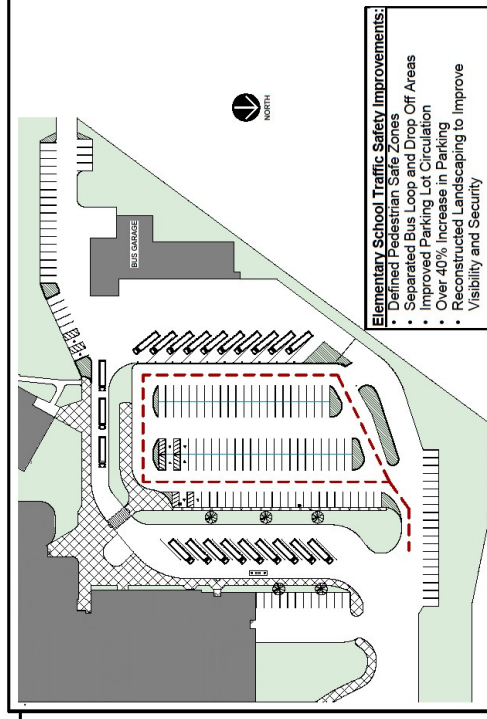 BUS GARAGE
NORTH
Elementary School Traffic Safety Improvements:
• Defined Pedestrian Safe Zones
• Separated Bus Loop and Drop Off Areas
• Improved Parking Lot Circulation
• Over 40% Increase in Parking
• Reconstructed Landscaping to Improve
Visibility and Security